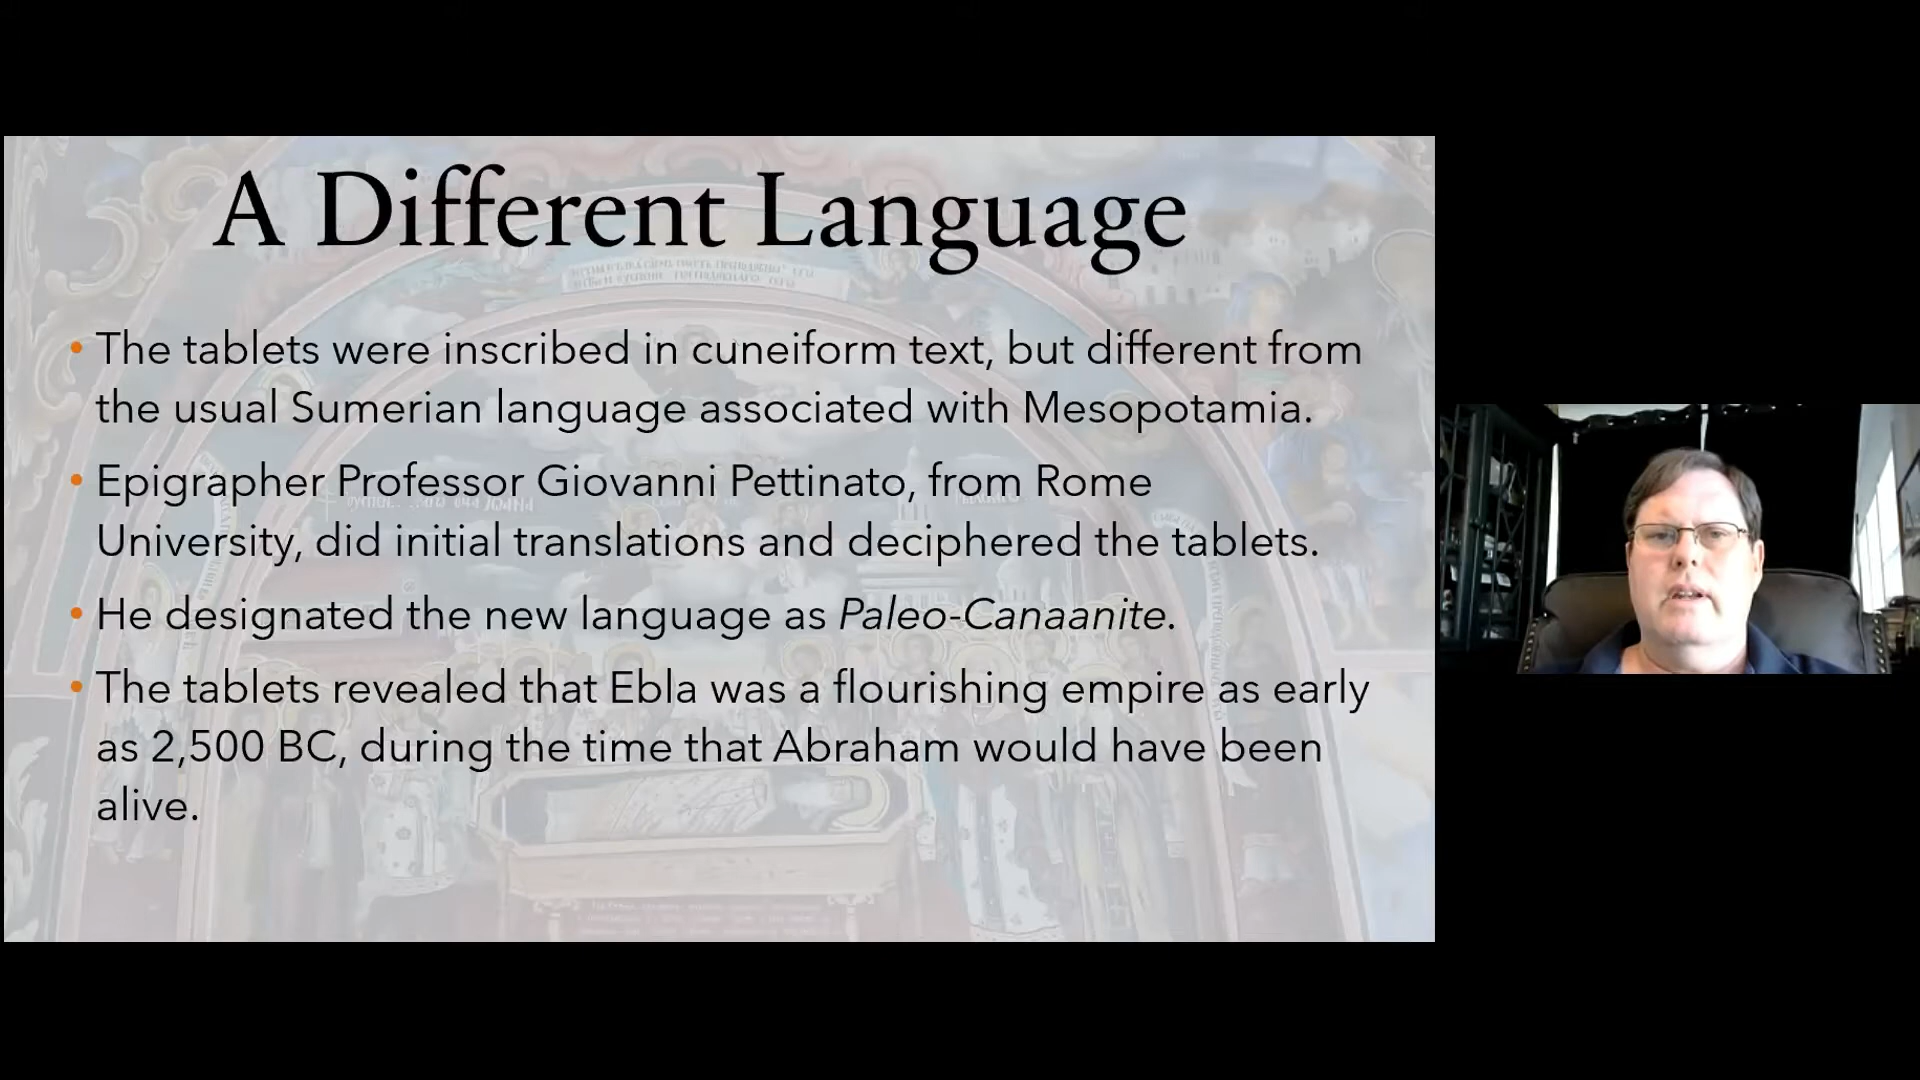 A Different Language
• The tablets were inscribed in cuneiform text, but different from
the usual Sumerian language associated with Mesopotamia.
• Epigrapher Professor Giovanni Pettinato, from Rome
University, did initial translations and deciphered the tablets.
• He designated the new language as Paleo-Canaanite.
• The tablets revealed that Ebla was a flourishing empire as early
as 2,500 BC, during the time that Abraham would have been
alive.